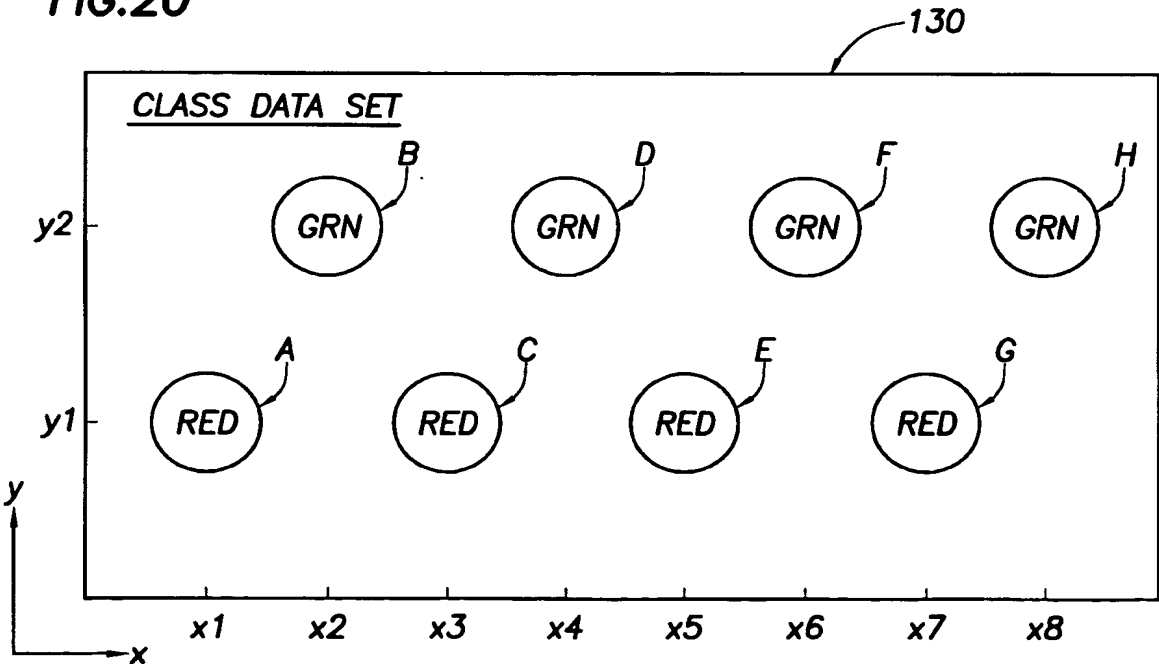 FIG.20
130
CLASS DATA SET
B D F H
y2 GRN GRN GRN GRN
A C E G
y1 RED RED RED RED
y
x1 x2 x3 x4 x5 x6 x7 x8
x